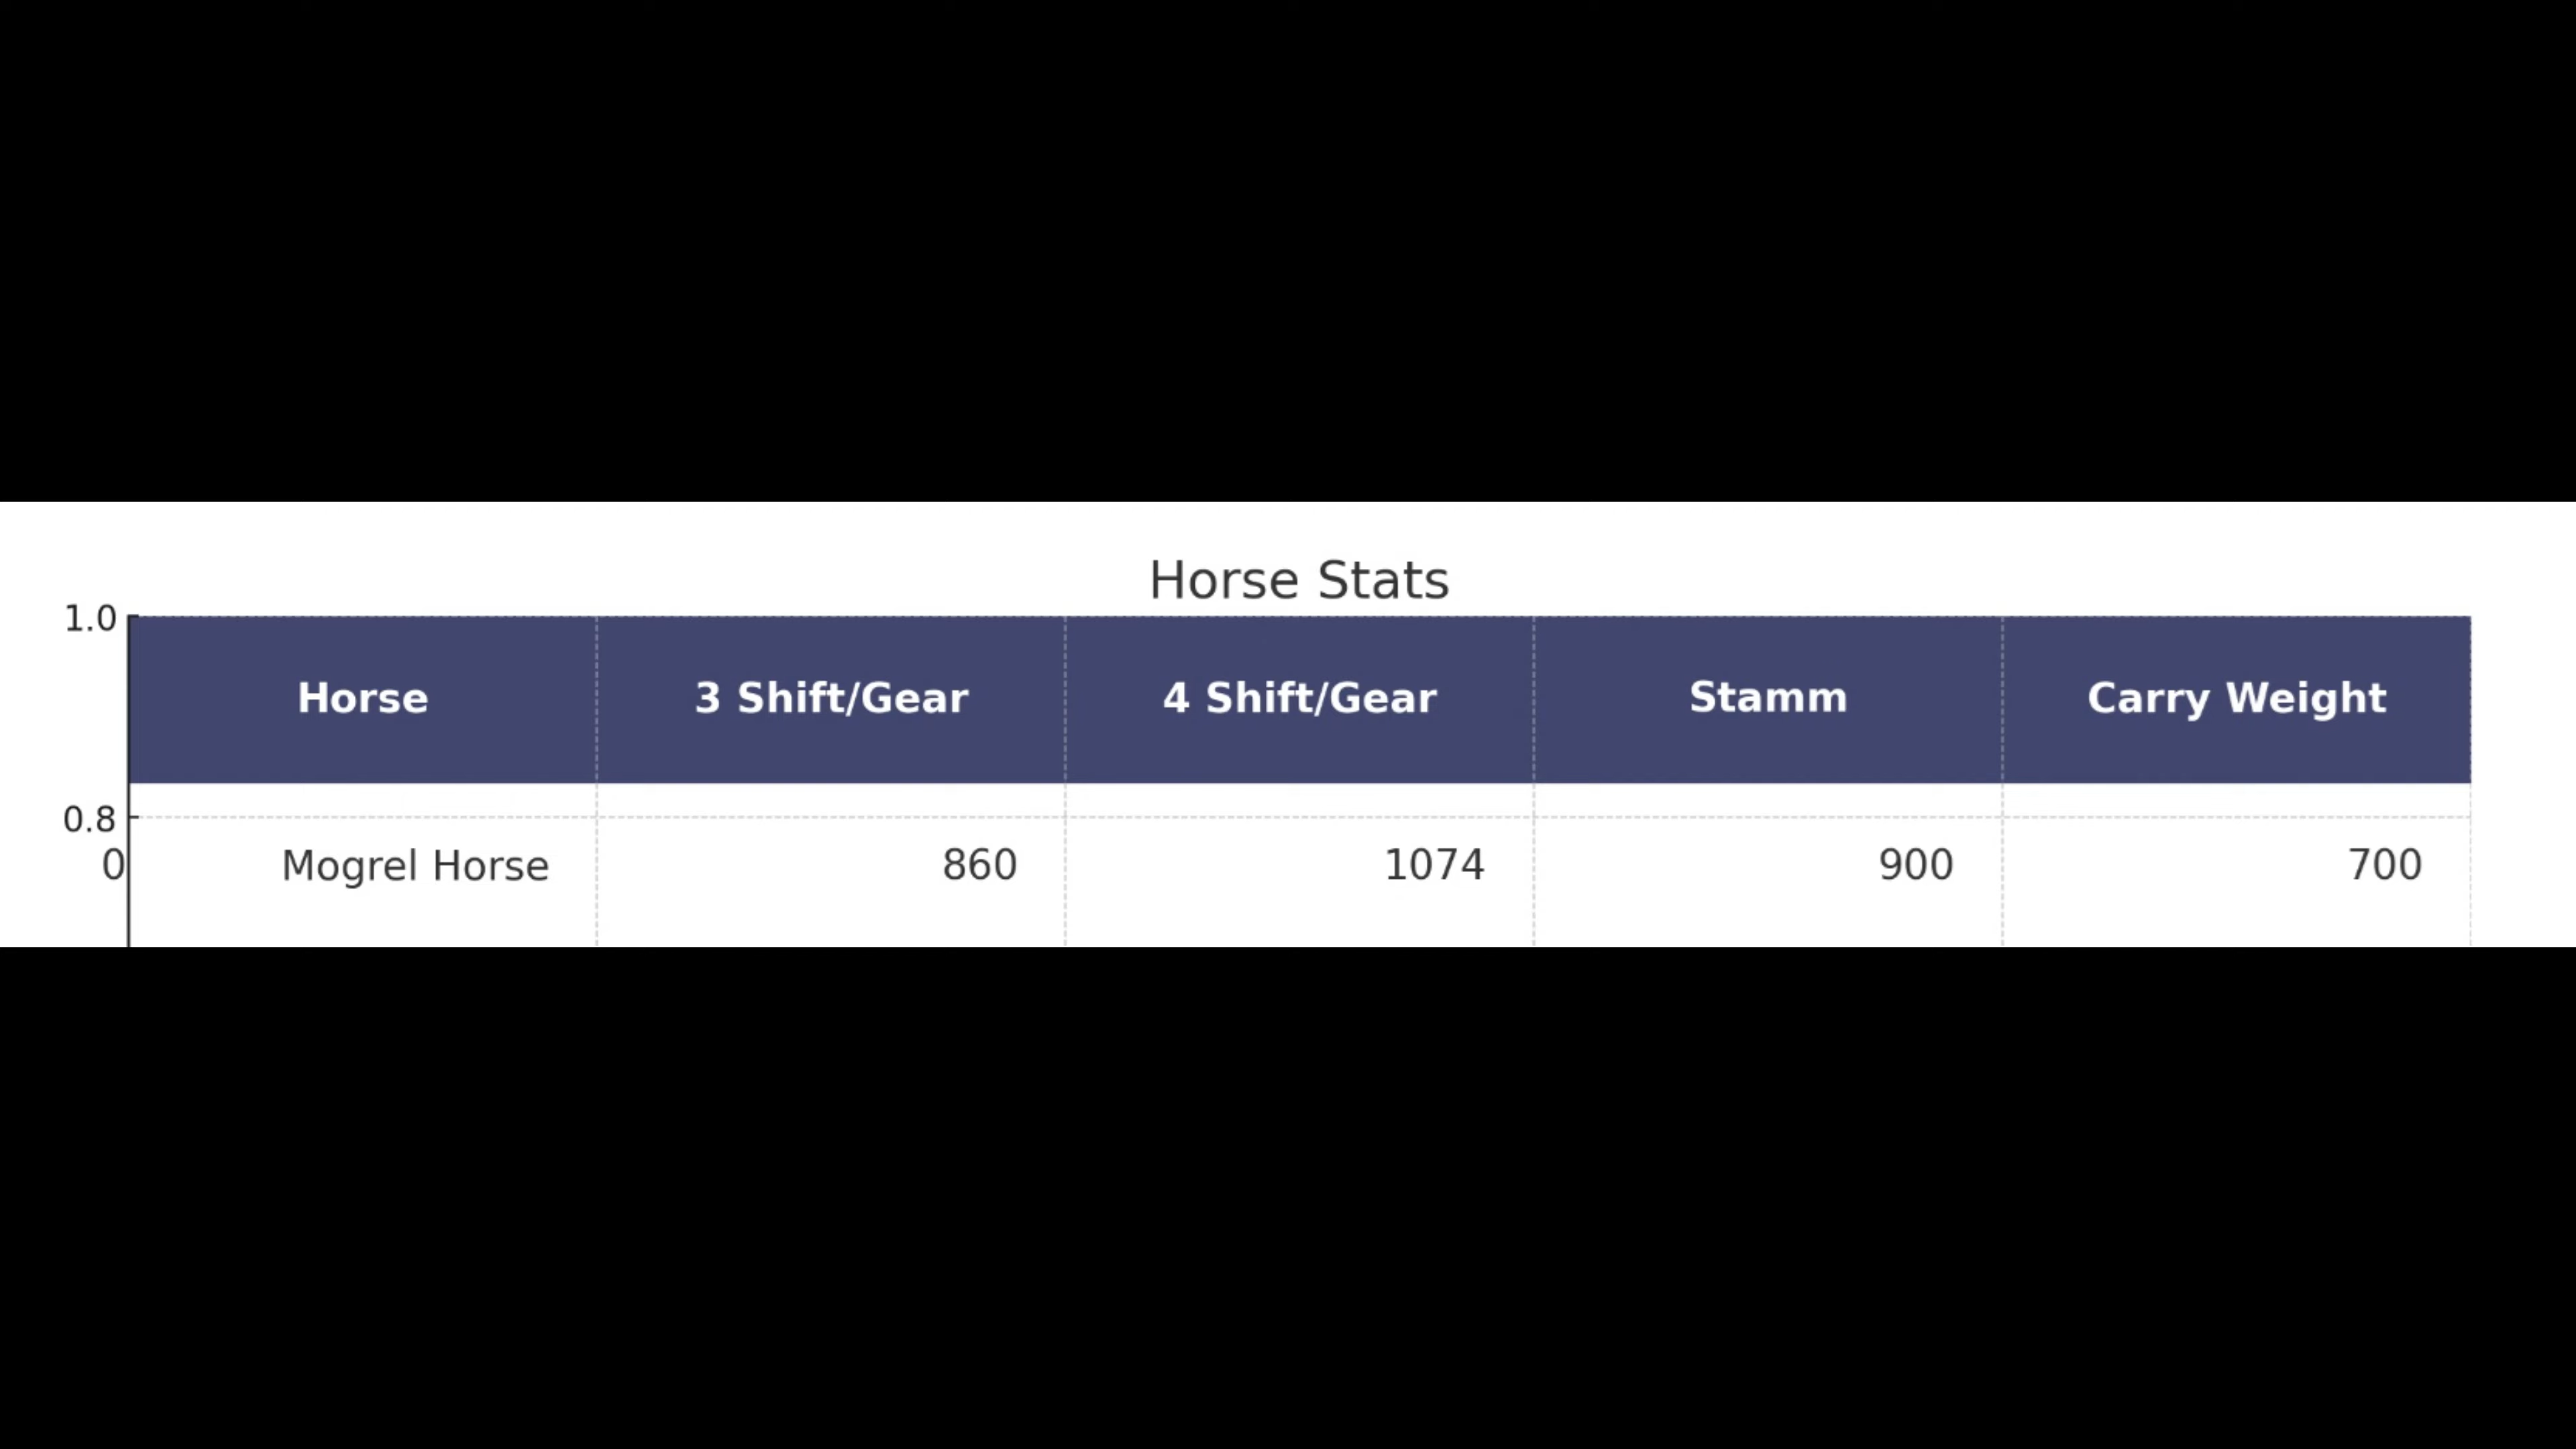 Horse Stats
1.0
Horse 3 Shift/Gear 4 Shift/Gear Stamm Carry Weight
0.8
0 Mogrel Horse 860 1074 900 700